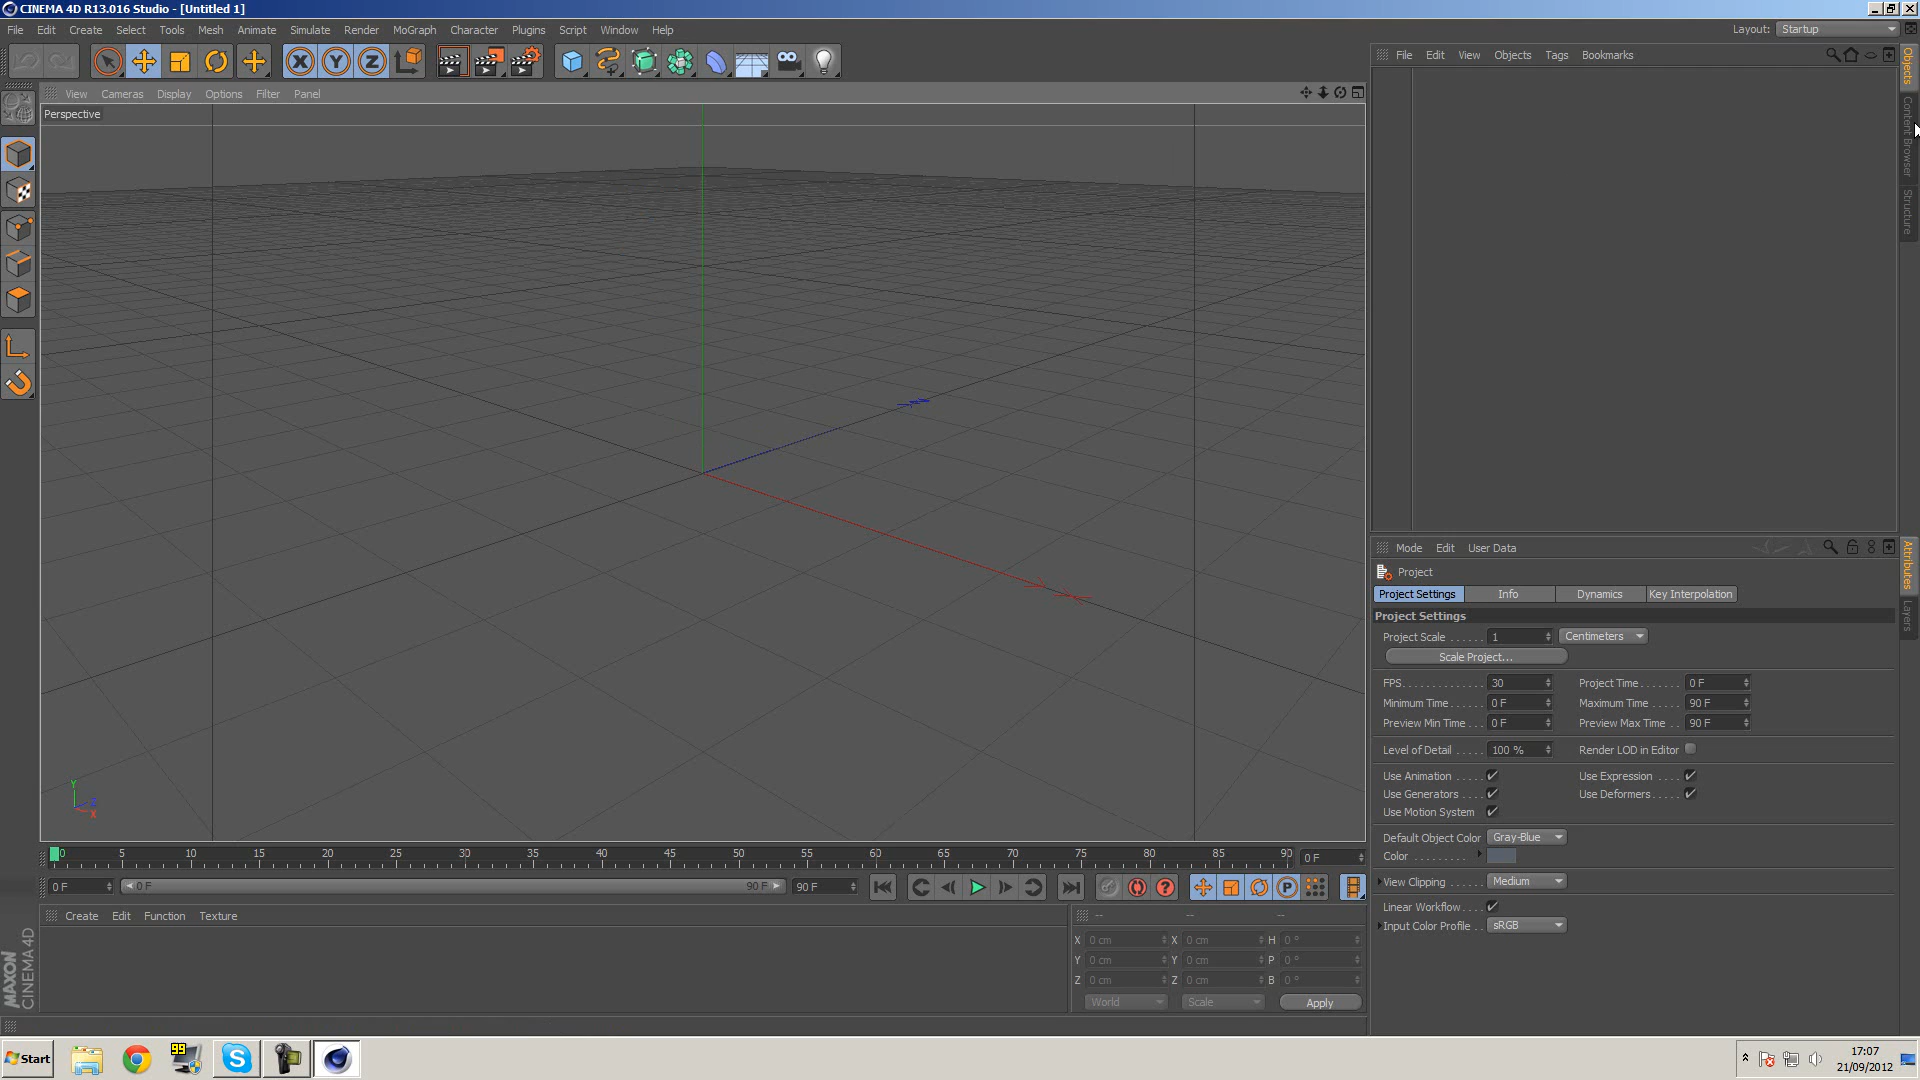 CINEMA 4D R13.016 Studio - [Untitled 1]
File Edit Create Select Tools Mesh Animate Simulate Render MoGraph Character Plugins Script Window Help
Layout: Startup
X Y Z
File Edit View Objects Tags Bookmarks
Objects
Content Browser
Structure
View Cameras Display Options Filter Panel
Perspective
Y
Z
X
Mode Edit User Data
Attributes
Layers
Project
Project Settings Info Dynamics Key Interpolation
Project Settings
Project Scale 1 Centimeters
Scale Project...
FPS 30 Project Time 0 F
Minimum Time 0 F Maximum Time 90 F
Preview Min Time 0 F Preview Max Time 90 F
Level of Detail 100 % Render LOD in Editor
Use Animation Use Expression
Use Generators Use Deformers
Use Motion System
Default Object Color Gray-Blue
Color
View Clipping Medium
Linear Workflow
Input Color Profile sRGB
0 5 10 15 20 25 30 35 40 45 50 55 60 65 70 75 80 85 90 0 F
0 F 0 F 90 F 90 F P
Create Edit Function Texture
-- -- --
X 0 cm X 0 cm H 0 °
Y 0 cm Y 0 cm P 0 °
Z 0 cm Z 0 cm B 0 °
World Scale Apply
MAXON
CINEMA 4D
Start
99
17:07
21/09/2012